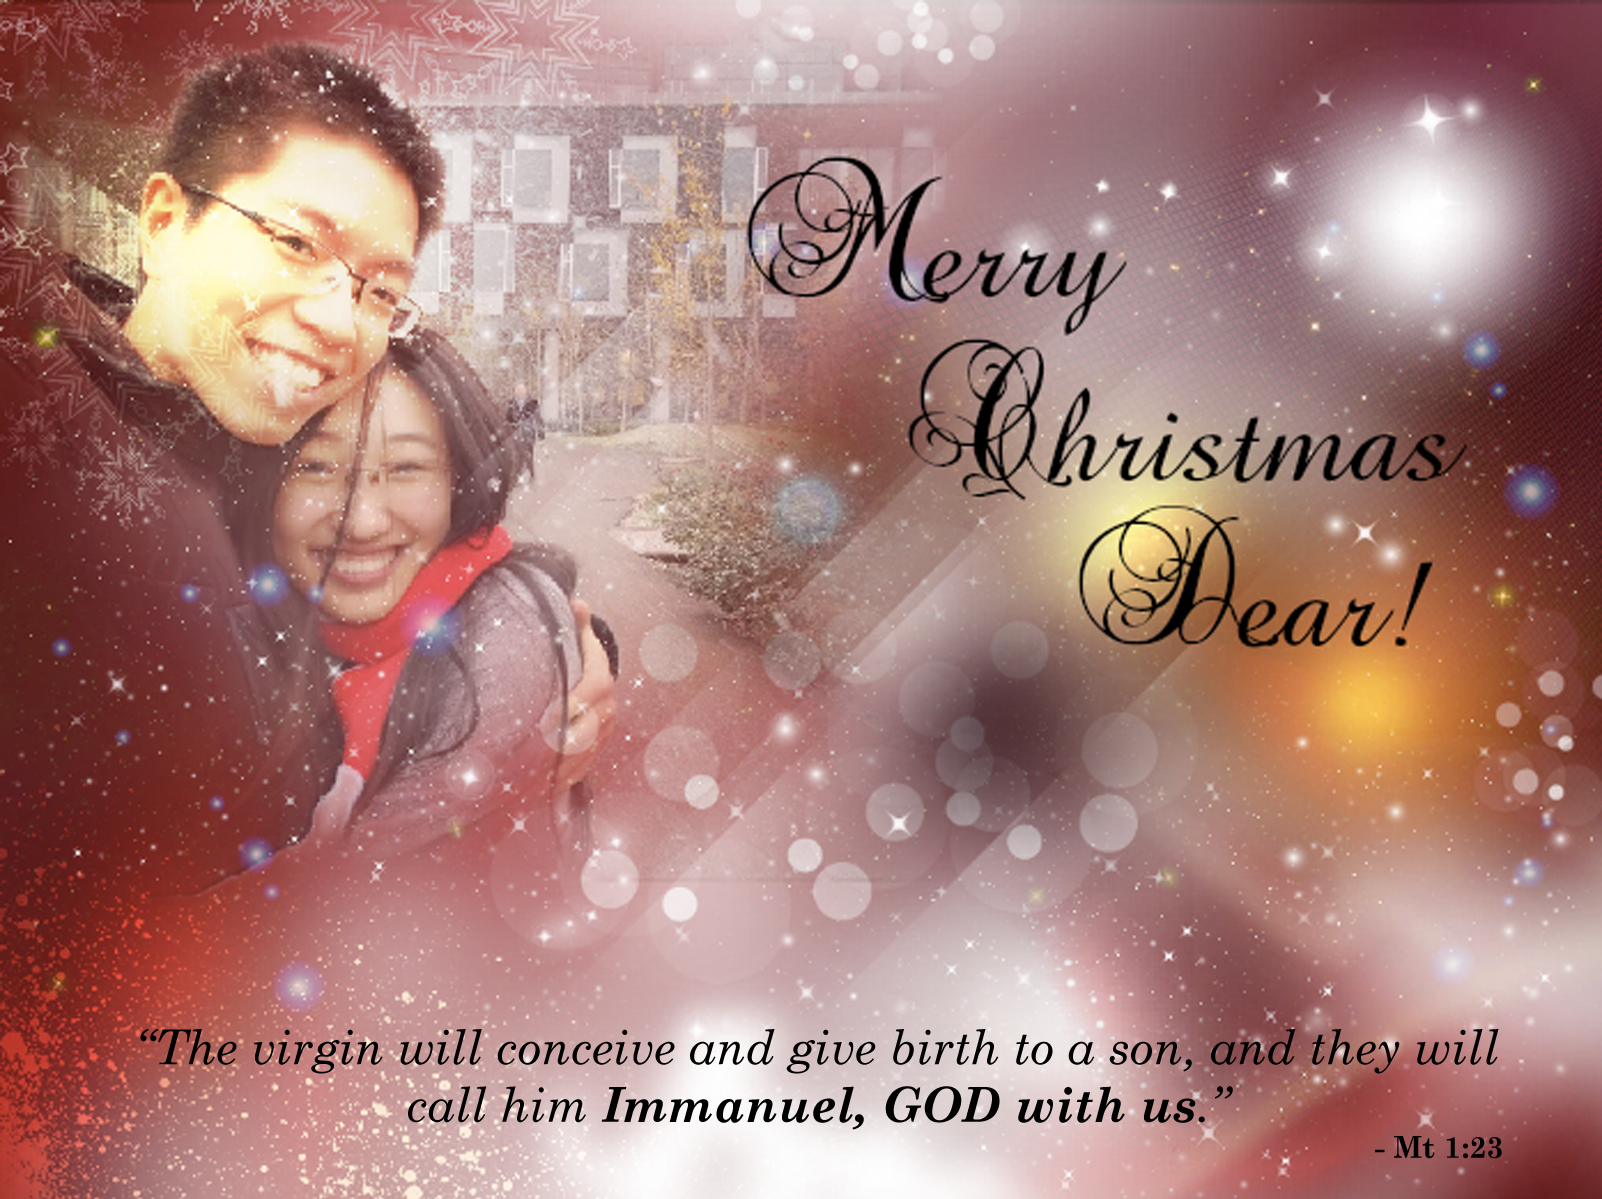 Merry
Christmas
Dear!
“The virgin will conceive and give birth to a son, and they will
call him Immanuel, GOD with us.”
- Mt 1:23